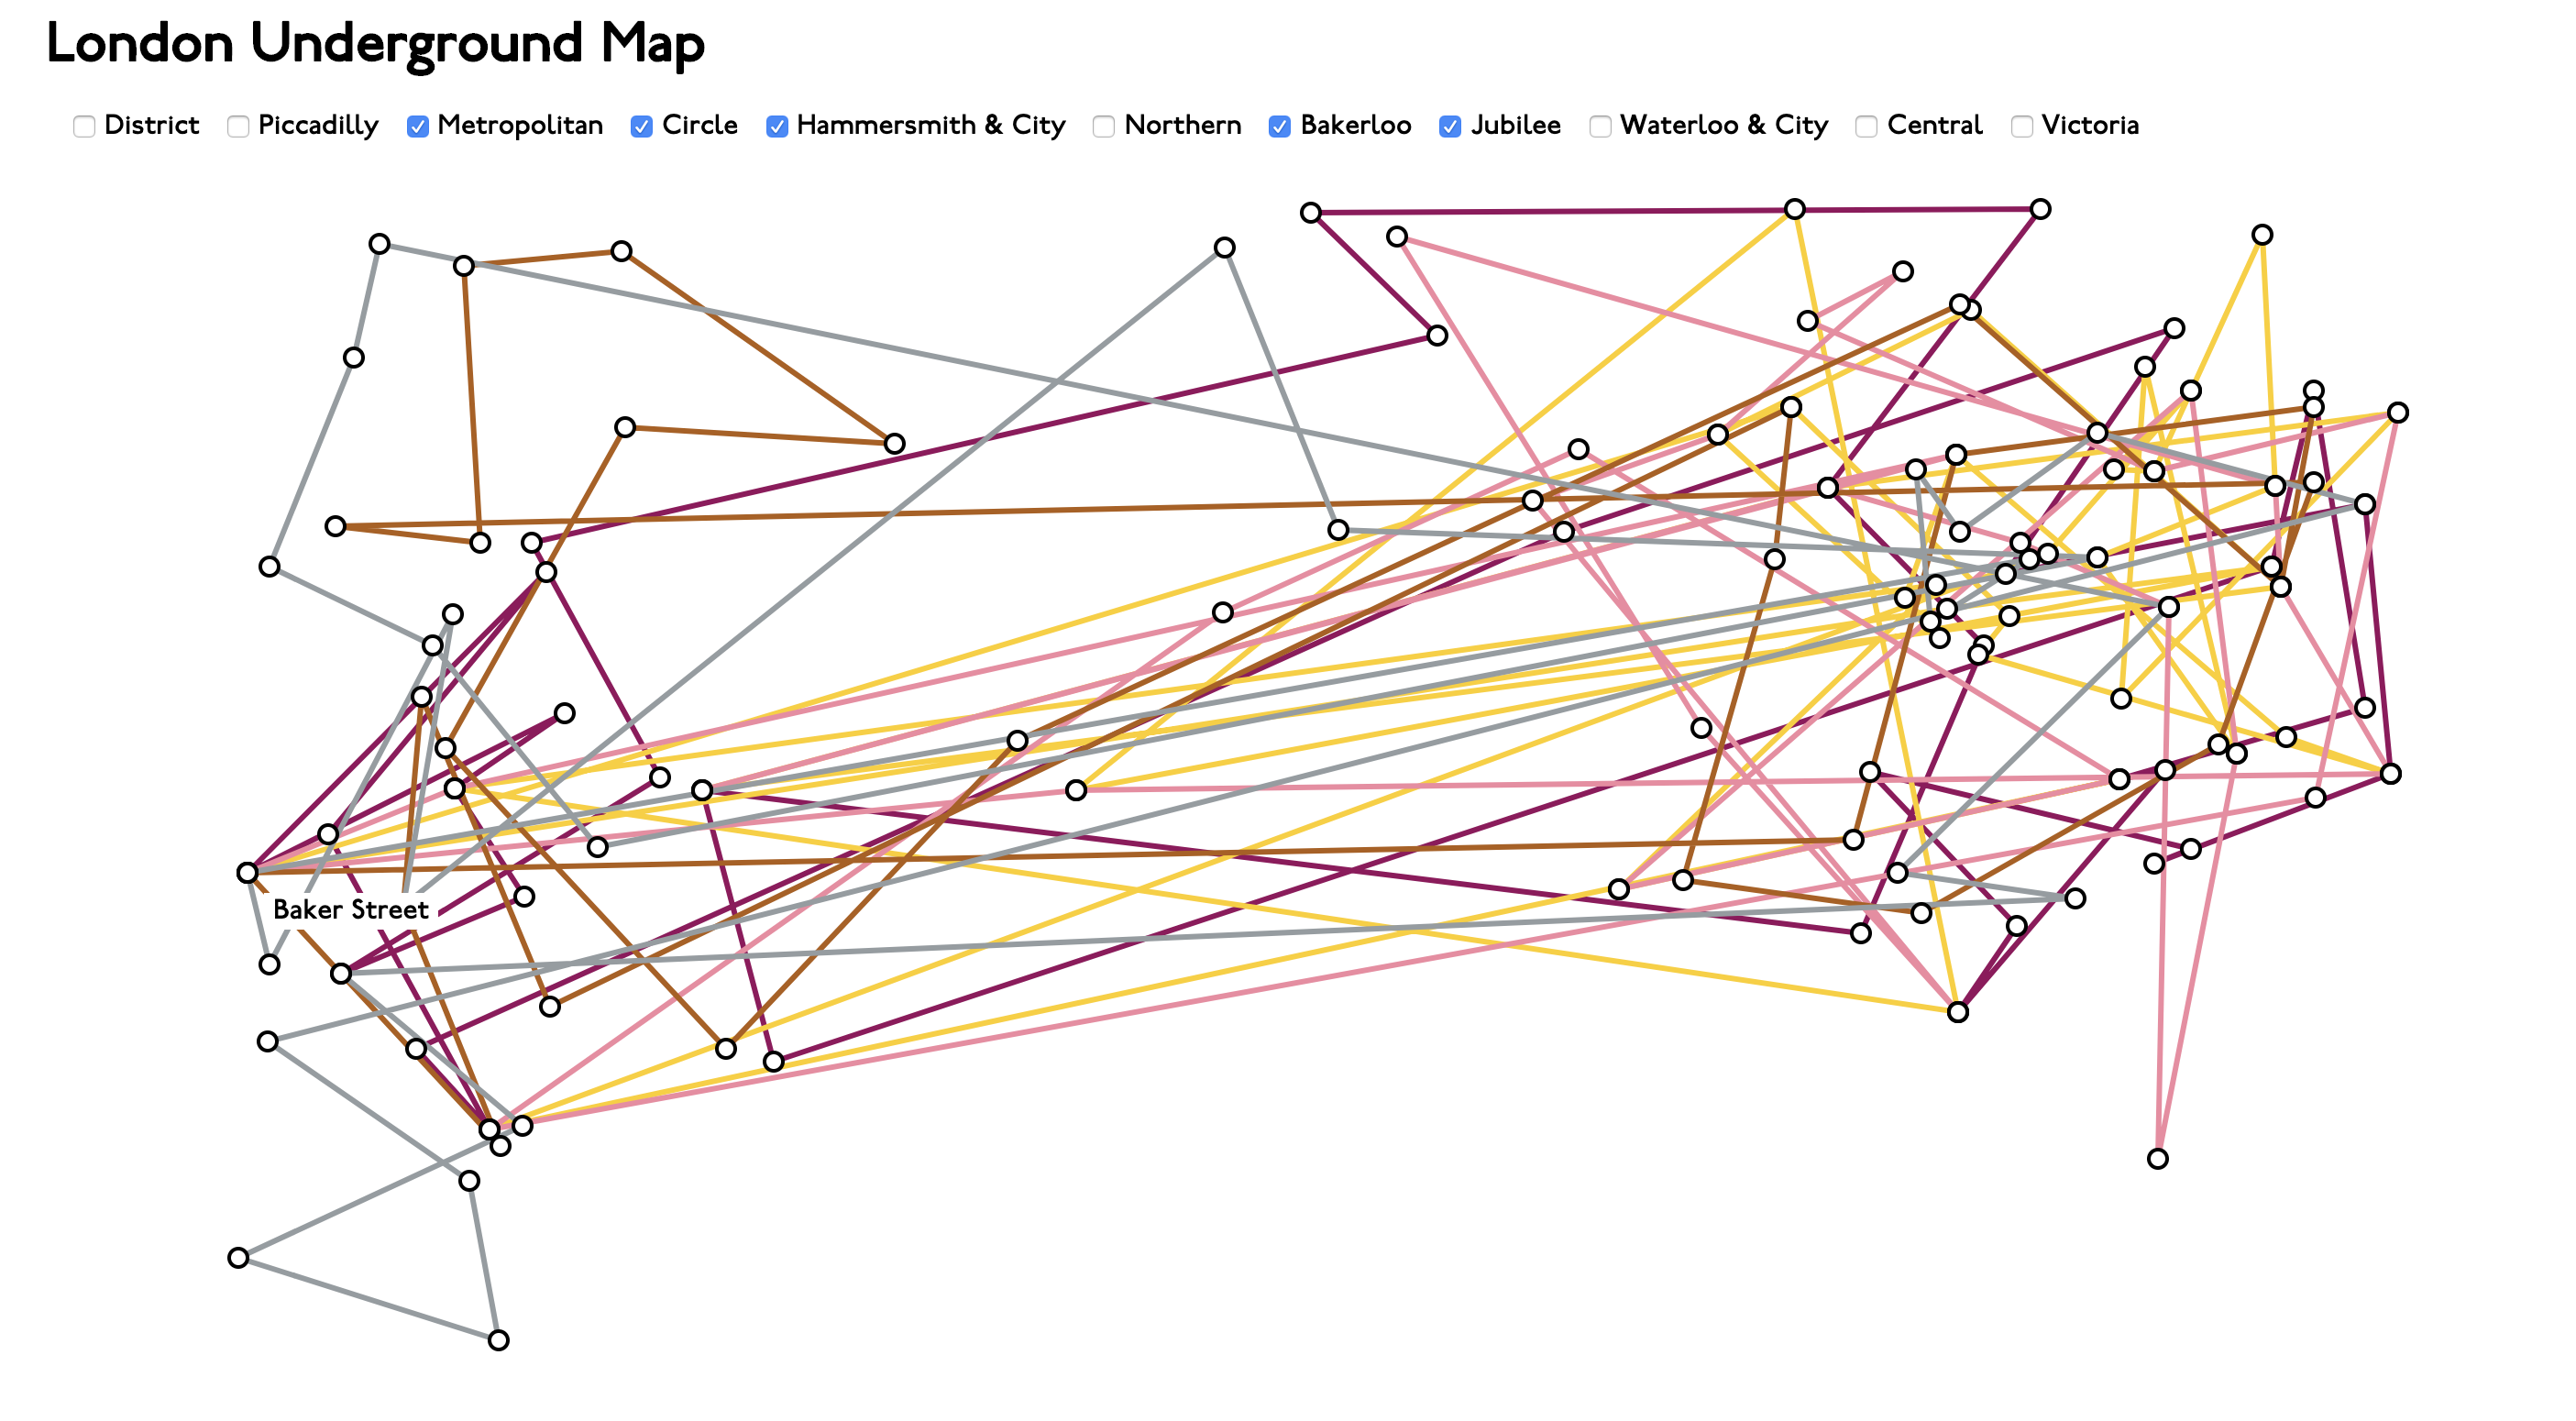 London Underground Map
District Piccadilly Metropolitan Circle Hammersmith & City Northern Bakerloo Jubilee Waterloo & City Central Victoria
Baker Street